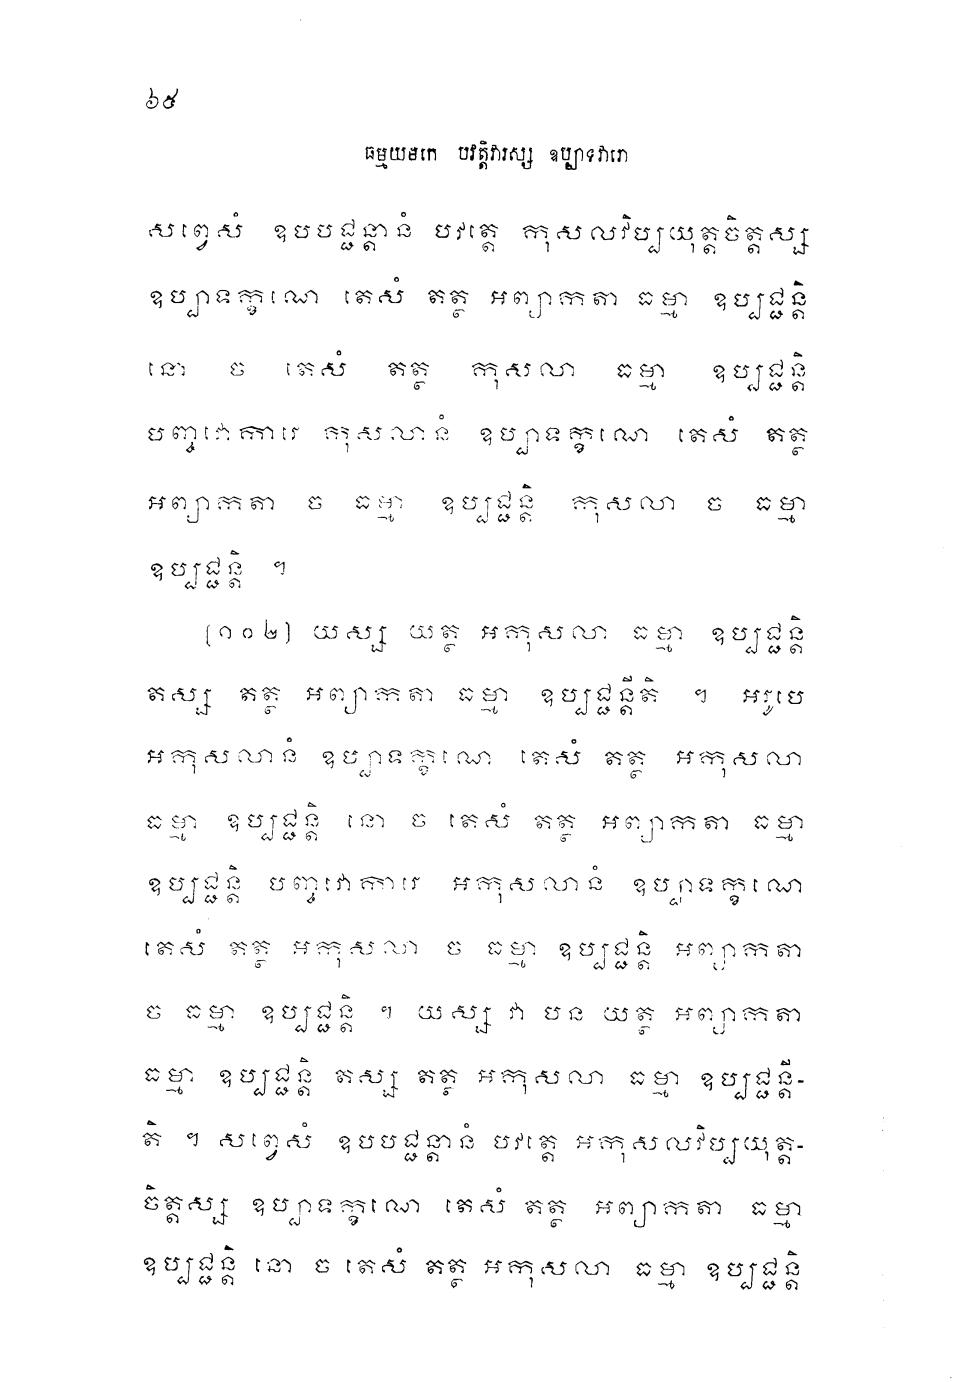 ៦៥
ធម្មយមកេ បវត្តិវារស្ស ឧប្បាទវារោ
សព្វេសំ ឧបបជ្ជន្តានំ បវត្តេ កុសលវិប្បយុត្តចិត្តស្ស
ឧប្បាទក្ខណេ តេសំ តត្ថ អព្យាកតា ធម្មា ឧប្បជ្ជន្តិ
នោ ច តេសំ តត្ថ កុសលា ធម្មា ឧប្បជ្ជន្តិ
បញ្ចវោការេ កុសលានំ ឧប្បាទក្ខណេ តេសំ តត្ថ
អព្យាកតា ច ធម្មា ឧប្បជ្ជន្តិ កុសលា ច ធម្មា
ឧប្បជ្ជន្តិ ។
[១០២] យស្ស យត្ថ អកុសលា ធម្មា ឧប្បជ្ជន្តិ
តស្ស តត្ថ អព្យាកតា ធម្មា ឧប្បជ្ជន្តីតិ ។ អរូបេ
អកុសលានំ ឧប្បាទក្ខណេ តេសំ តត្ថ អកុសលា
ធម្មា ឧប្បជ្ជន្តិ នោ ច តេសំ តត្ថ អព្យាកតា ធម្មា
ឧប្បជ្ជន្តិ បញ្ចវោការេ អកុសលានំ ឧប្បាទក្ខណេ
តេសំ តត្ថ អកុសលា ច ធម្មា ឧប្បជ្ជន្តិ អព្យាកតា
ច ធម្មា ឧប្បជ្ជន្តិ ។ យស្ស វា បន យត្ថ អព្យាកតា
ធម្មា ឧប្បជ្ជន្តិ តស្ស តត្ថ អកុសលា ធម្មា ឧប្បជ្ជន្តី-
តិ ។ សព្វេសំ ឧបបជ្ជន្តានំ បវត្តេ អកុសលវិប្បយុត្ត-
ចិត្តស្ស ឧប្បាទក្ខណេ តេសំ តត្ថ អព្យាកតា ធម្មា
ឧប្បជ្ជន្តិ នោ ច តេសំ តត្ថ អកុសលា ធម្មា ឧប្បជ្ជន្តិ